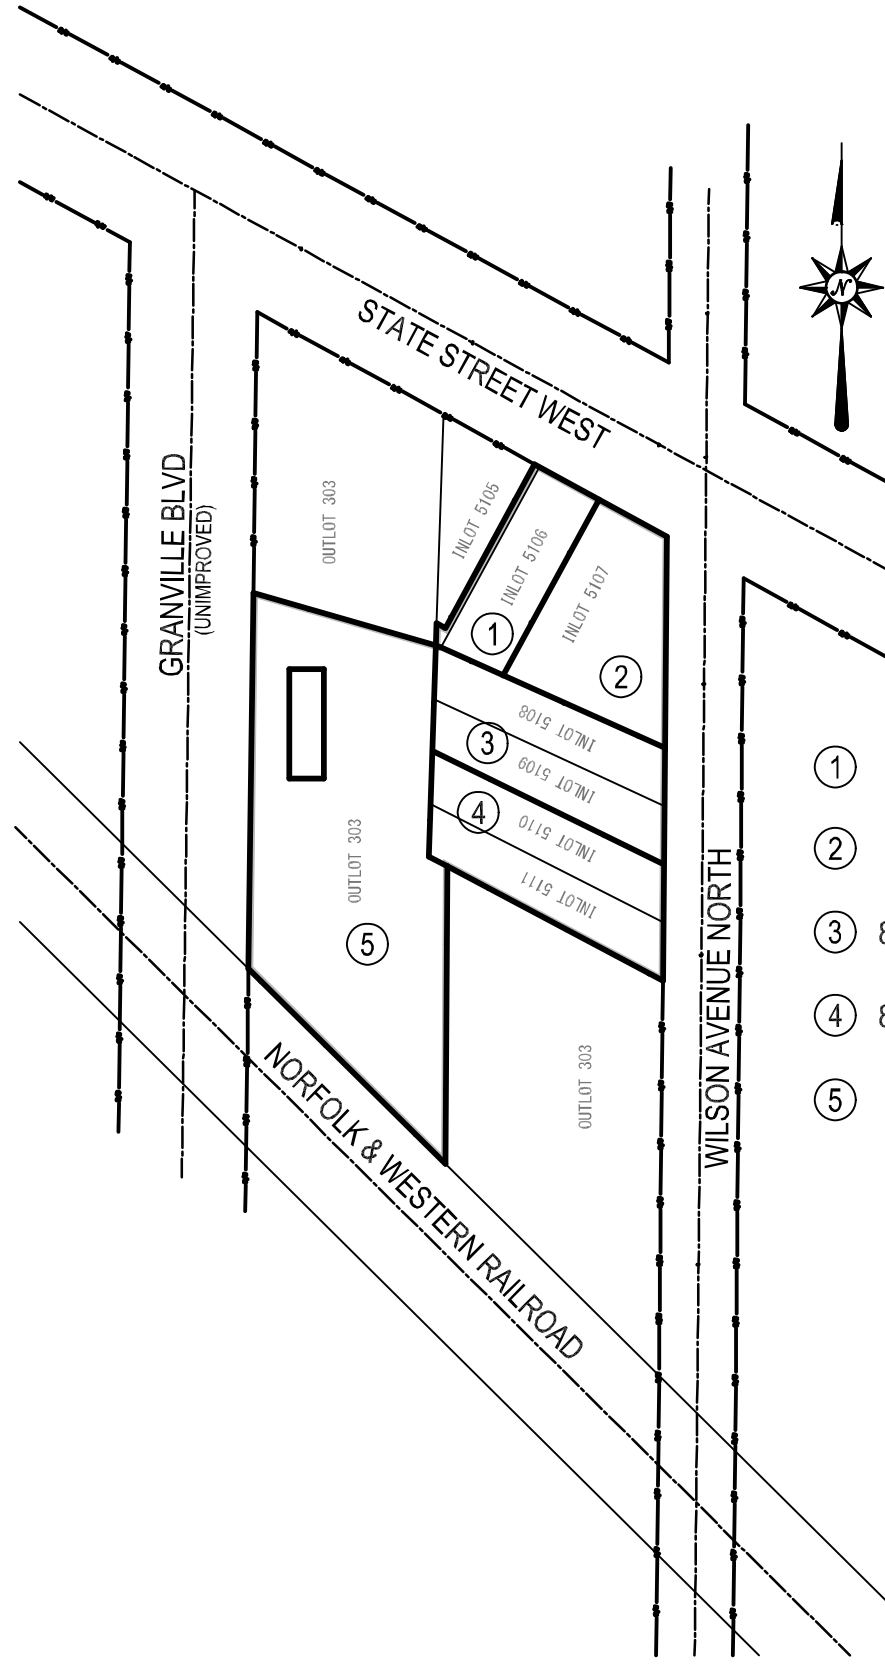 N
STATE STREET WEST
GRANVILLE BLVD
(UNIMPROVED)
OUTLOT 303
INLOT 5105
INLOT 5106
INLOT 5107
1
2
INLOT 5108
3
INLOT 5109
4
INLOT 5110
INLOT 5111
OUTLOT 303
5
OUTLOT 303
WILSON AVENUE NORTH
NORFOLK & WESTERN RAILROAD
1
2
3
4
5